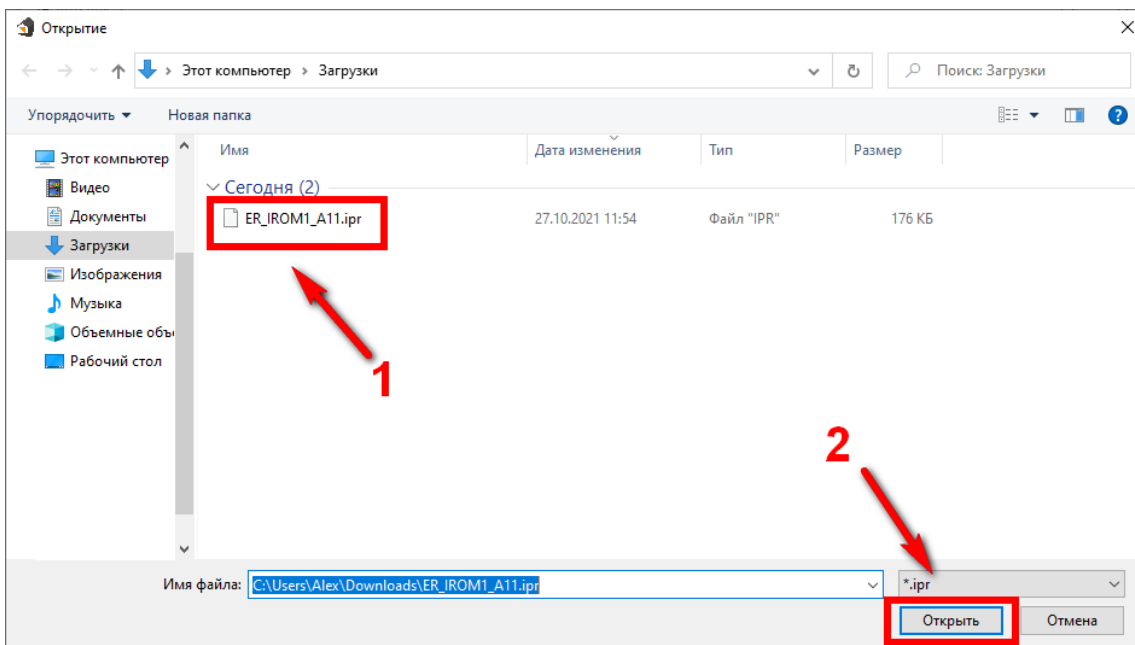 Открытие
Этот компьютер › Загрузки
Поиск: Загрузки
Упорядочить
Новая папка
Имя
Дата изменения
Тип
Размер
Этот компьютер
Видео
Документы
Загрузки
Изображения
Музыка
Объемные объ
Рабочий стол
Сегодня (2)
ER_IROM1_A11.ipr
27.10.2021 11:54
Файл "IPR"
176 КБ
1
2
Имя файла:
C:\Users\Alex\Downloads\ER_IROM1_A11.ipr
*.ipr
Открыть
Отмена